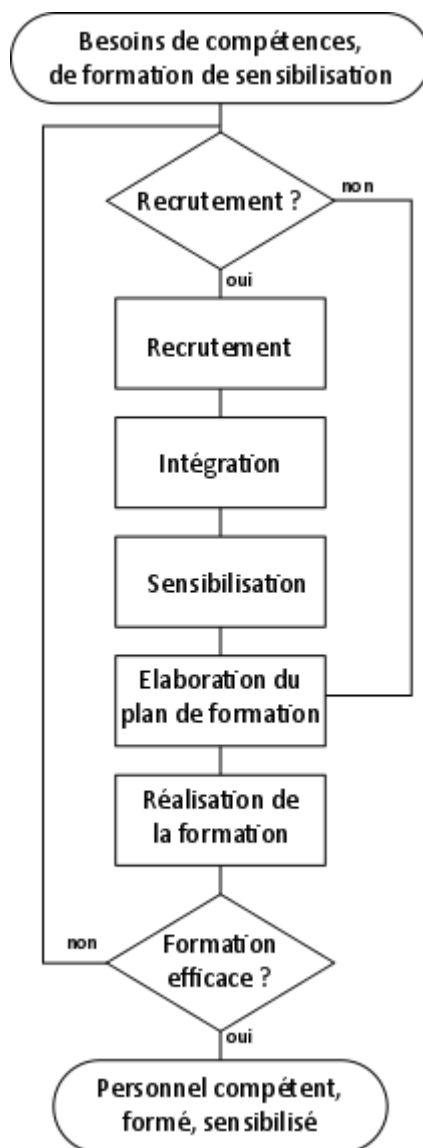 Besoins de compétences,
de formation de sensibilisation
Recrutement ?
non
oui
Recrutement
Intégration
Sensibilisation
Elaboration du
plan de formation
Réalisation de
la formation
non
Formation
efficace ?
oui
Personnel compétent,
formé, sensibilisé